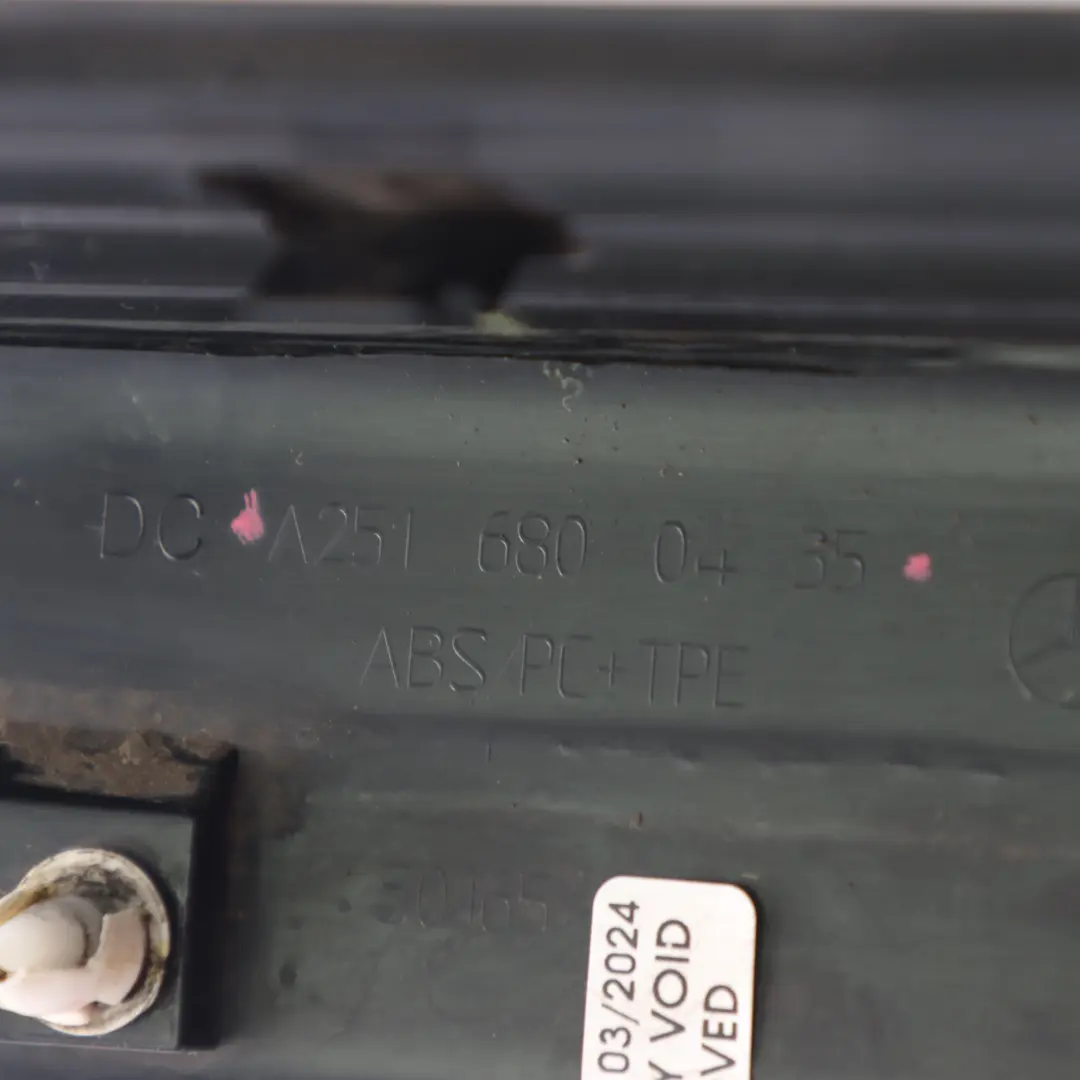 DC A251 680 04 35
ABS/PC+TPE
03/2024
Y VOID
VED